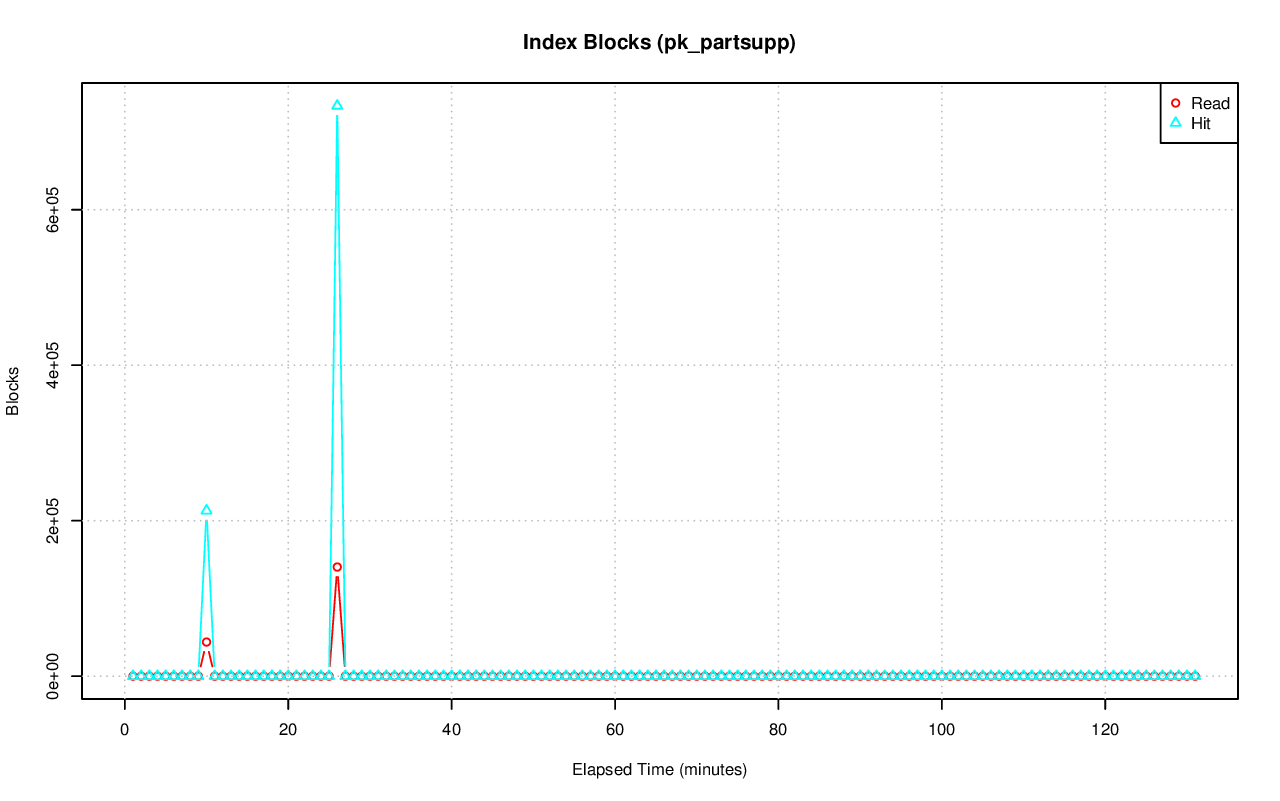 Index Blocks (pk_partsupp)
Read
Hit
Blocks
6e+05
4e+05
2e+05
0e+00
0
20
40
60
80
100
120
Elapsed Time (minutes)